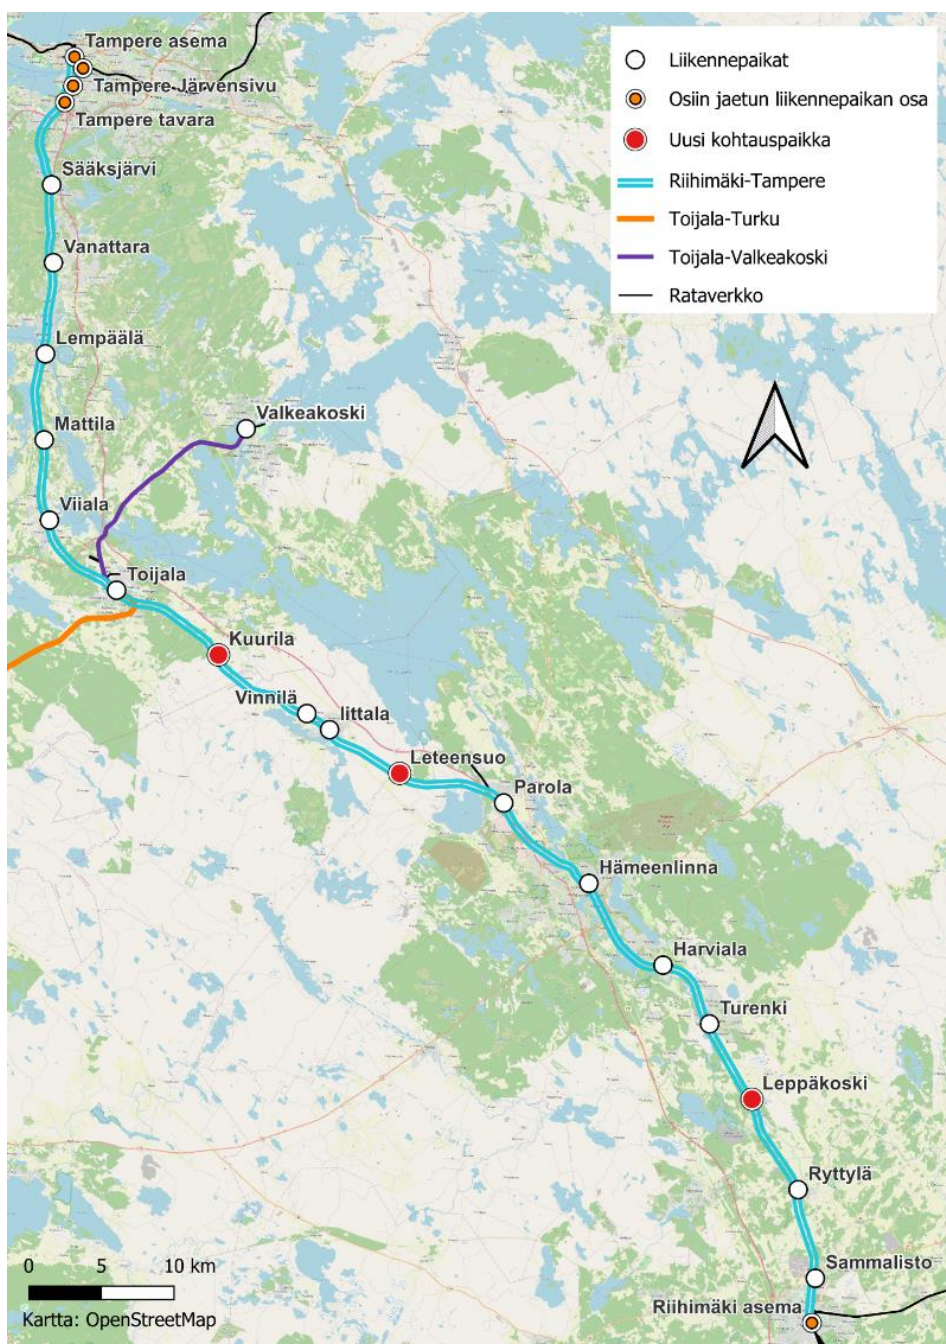 Tampere asema
Tampere Järvensivu
Tampere tavara
Sääksjärvi
Vanattara
Lempäälä
Mattila
Viiala
Toijala
Valkeakoski
Kuurila
Vinnilä
Iittala
Leteensuo
Parola
Hämeenlinna
Harviala
Turenki
Leppäkoski
Ryttylä
Sammalisto
Riihimäki asema
Liikennepaikat
Osiin jaetun liikennepaikan osa
Uusi kohtauspaikka
Riihimäki-Tampere
Toijala-Turku
Toijala-Valkeakoski
Rataverkko
0 5 10 km
Kartta: OpenStreetMap